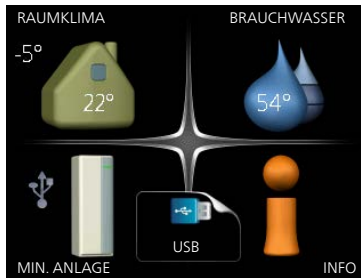 RAUMKLIMA
BRAUCHWASSER
-5°
22°
54°
USB
MIN. ANLAGE
INFO